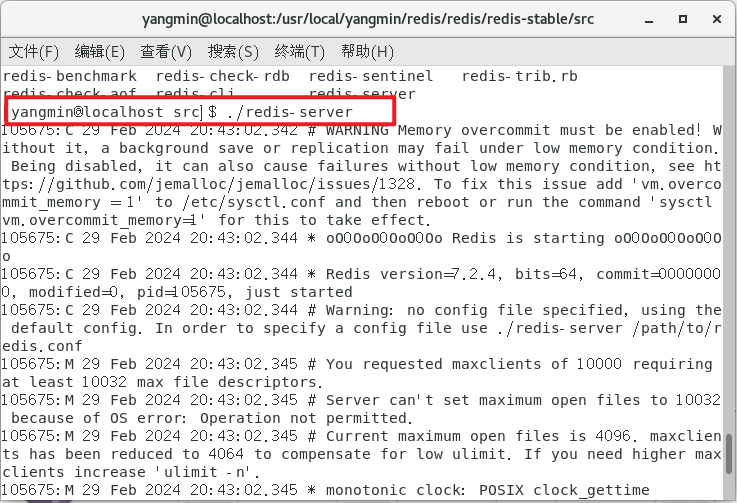 yangmin@localhost:/usr/local/yangmin/redis/redis/redis-stable/src
文件(F) 编辑(E) 查看(V) 搜索(S) 终端(T) 帮助(H)
redis-benchmark redis-check-rdb redis-sentinel redis-trib.rb
redis-check-aof redis-cli redis-server
[yangmin@localhost src]$ ./redis-server
105675:C 29 Feb 2024 20:43:02.342 # WARNING Memory overcommit must be enabled! W
ithout it, a background save or replication may fail under low memory condition.
Being disabled, it can also cause failures without low memory condition, see ht
tps://github.com/jemalloc/jemalloc/issues/1328. To fix this issue add 'vm.overco
mmit_memory = 1' to /etc/sysctl.conf and then reboot or run the command 'sysctl
vm.overcommit_memory=1' for this to take effect.
105675:C 29 Feb 2024 20:43:02.344 * oO0OoO0OoO0Oo Redis is starting oO0OoO0OoO0O
o
105675:C 29 Feb 2024 20:43:02.344 * Redis version=7.2.4, bits=64, commit=0000000
0, modified=0, pid=105675, just started
105675:C 29 Feb 2024 20:43:02.344 # Warning: no config file specified, using the
default config. In order to specify a config file use ./redis-server /path/to/r
edis.conf
105675:M 29 Feb 2024 20:43:02.345 # You requested maxclients of 10000 requiring
at least 10032 max file descriptors.
105675:M 29 Feb 2024 20:43:02.345 # Server can't set maximum open files to 10032
because of OS error: Operation not permitted.
105675:M 29 Feb 2024 20:43:02.345 # Current maximum open files is 4096. maxclien
ts has been reduced to 4064 to compensate for low ulimit. If you need higher max
clients increase 'ulimit -n'.
105675:M 29 Feb 2024 20:43:02.345 * monotonic clock: POSIX clock_gettime